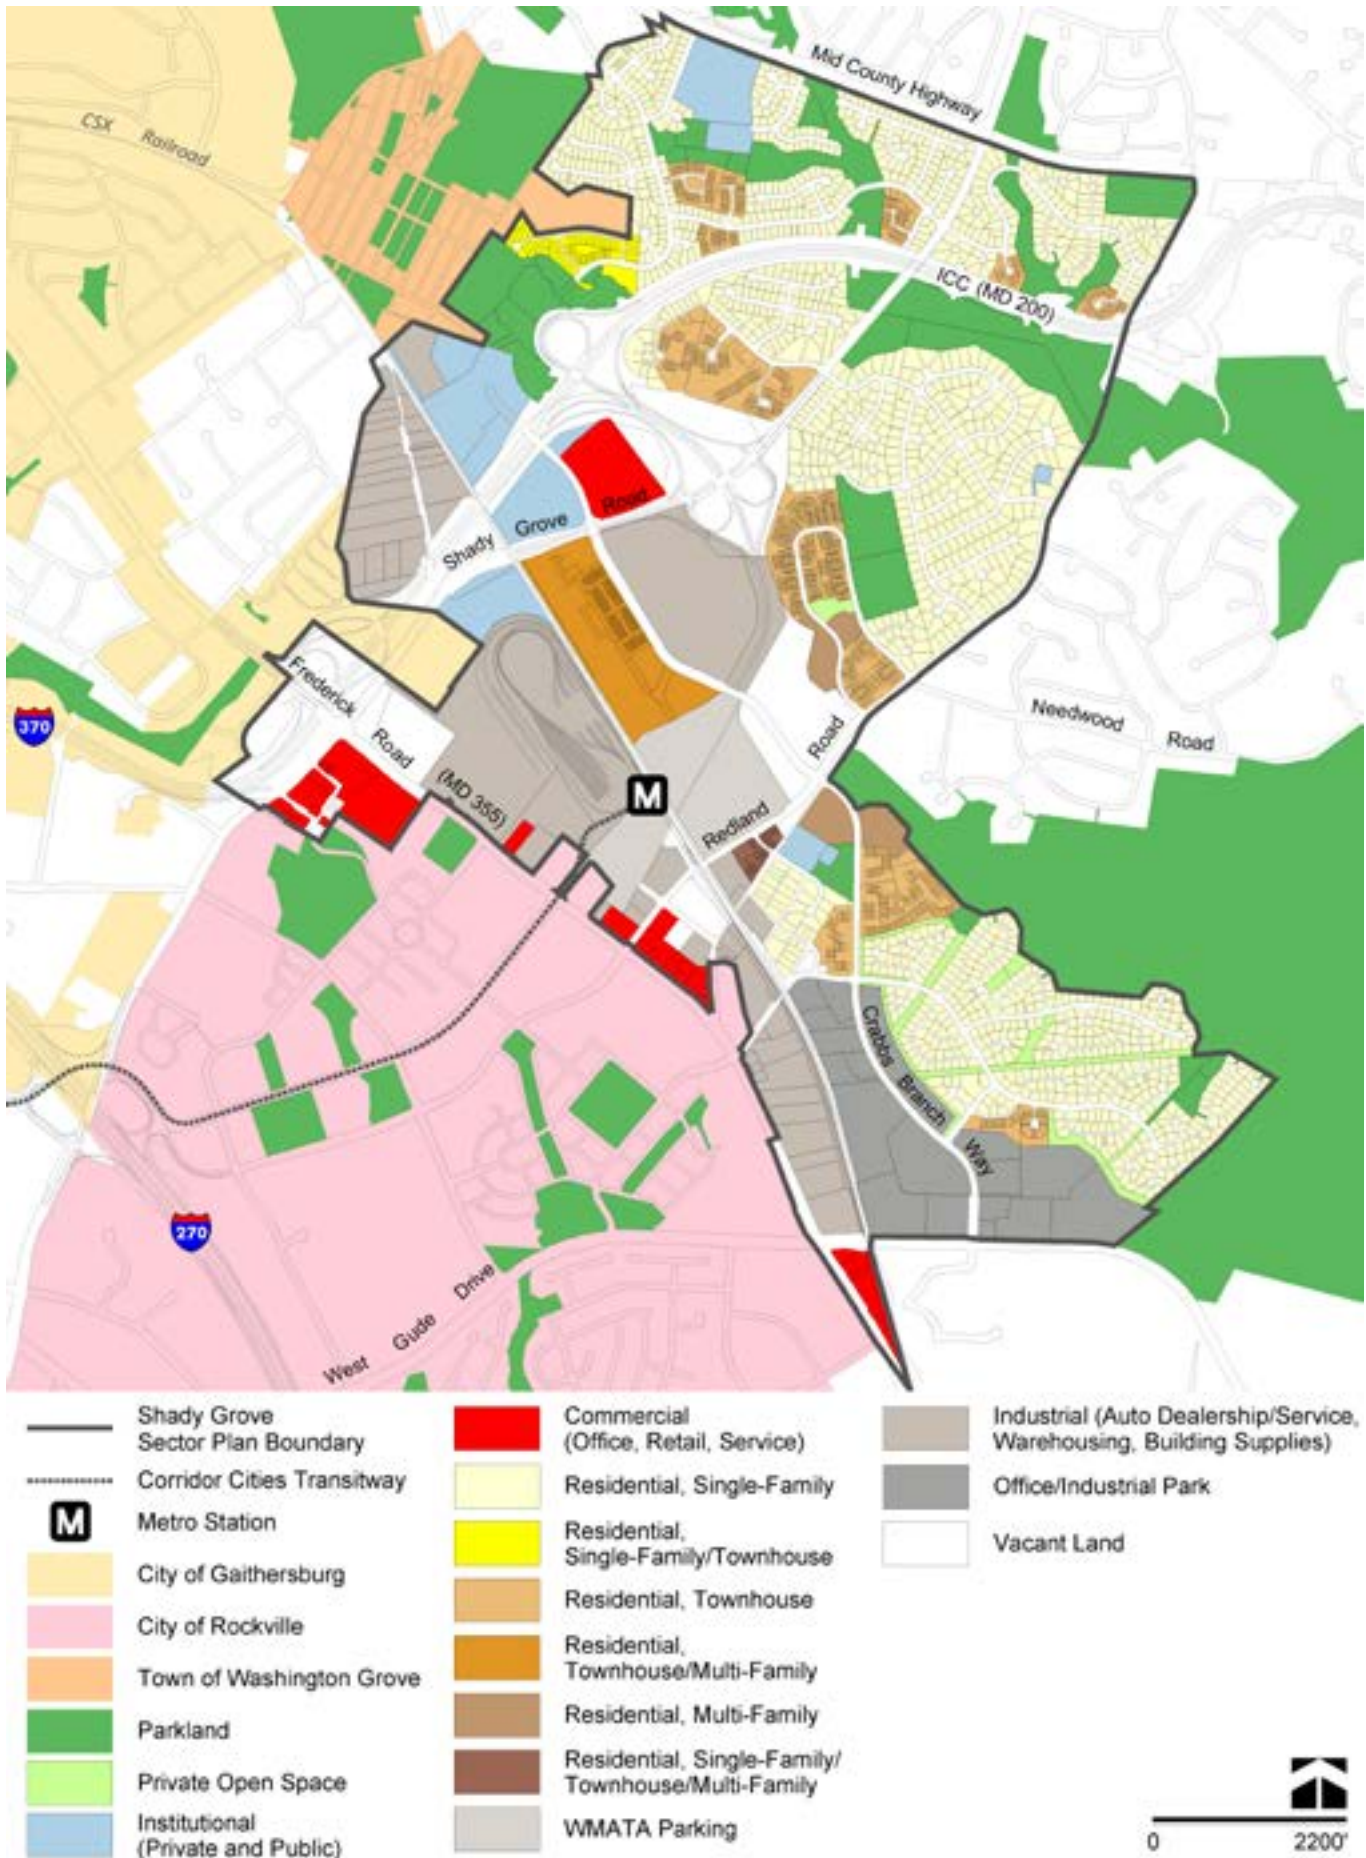 Mid County Highway
CSX Railroad
ICC (MD 200)
Shady Grove Road
Frederick Road
(MD 355)
370
M
Redland Road
Needwood Road
Crabbs Branch Way
270
West Gude Drive
Shady Grove
Sector Plan Boundary
Corridor Cities Transitway
M
Metro Station
City of Gaithersburg
City of Rockville
Town of Washington Grove
Parkland
Private Open Space
Institutional
(Private and Public)
Commercial
(Office, Retail, Service)
Residential, Single-Family
Residential,
Single-Family/Townhouse
Residential, Townhouse
Residential,
Townhouse/Multi-Family
Residential, Multi-Family
Residential, Single-Family/
Townhouse/Multi-Family
WMATA Parking
Industrial (Auto Dealership/Service,
Warehousing, Building Supplies)
Office/Industrial Park
Vacant Land
0 2200'